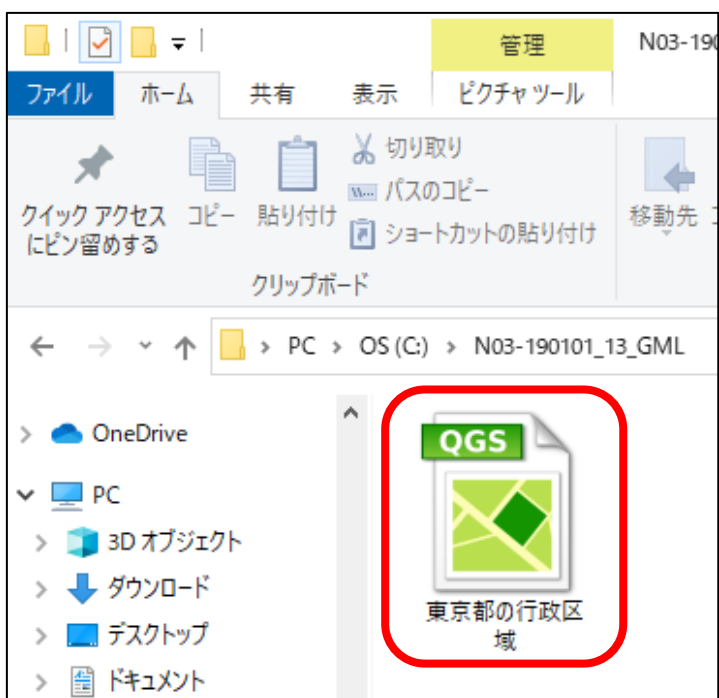 管理
N03-190
ファイル ホーム 共有 表示 ピクチャ ツール
クイック アクセス
にピン留めする
コピー
貼り付け
切り取り
パスのコピー
ショートカットの貼り付け
移動先
クリップボード
PC > OS (C:) > N03-190101_13_GML
OneDrive
PC
3D オブジェクト
ダウンロード
デスクトップ
ドキュメント
QGS
東京都の行政区
域